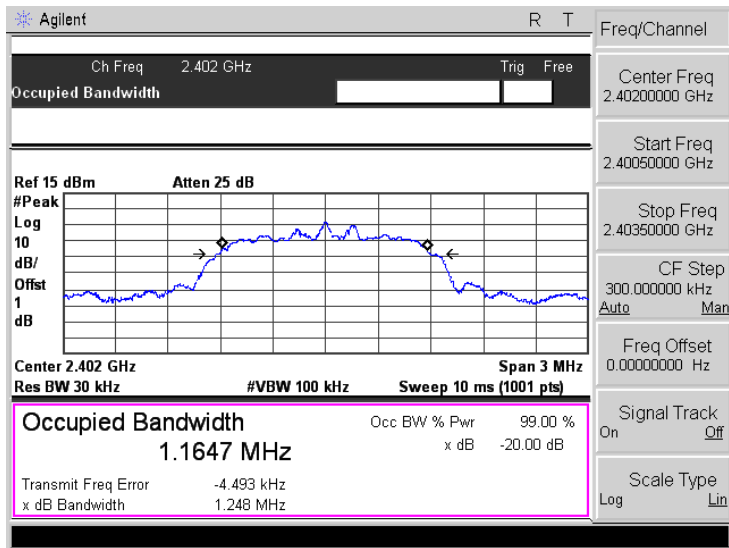 Agilent R T
Ch Freq 2.402 GHz Trig Free
Occupied Bandwidth
Ref 15 dBm Atten 25 dB
#Peak
Log
10
dB/
Offst
1
dB
Center 2.402 GHz Span 3 MHz
Res BW 30 kHz #VBW 100 kHz Sweep 10 ms (1001 pts)
Occupied Bandwidth
1.1647 MHz
Occ BW % Pwr 99.00 %
x dB -20.00 dB
Transmit Freq Error -4.493 kHz
x dB Bandwidth 1.248 MHz
Freq/Channel
Center Freq
2.40200000 GHz
Start Freq
2.40050000 GHz
Stop Freq
2.40350000 GHz
CF Step
300.000000 kHz
Auto Man
Freq Offset
0.00000000 Hz
Signal Track
On Off
Scale Type
Log Lin